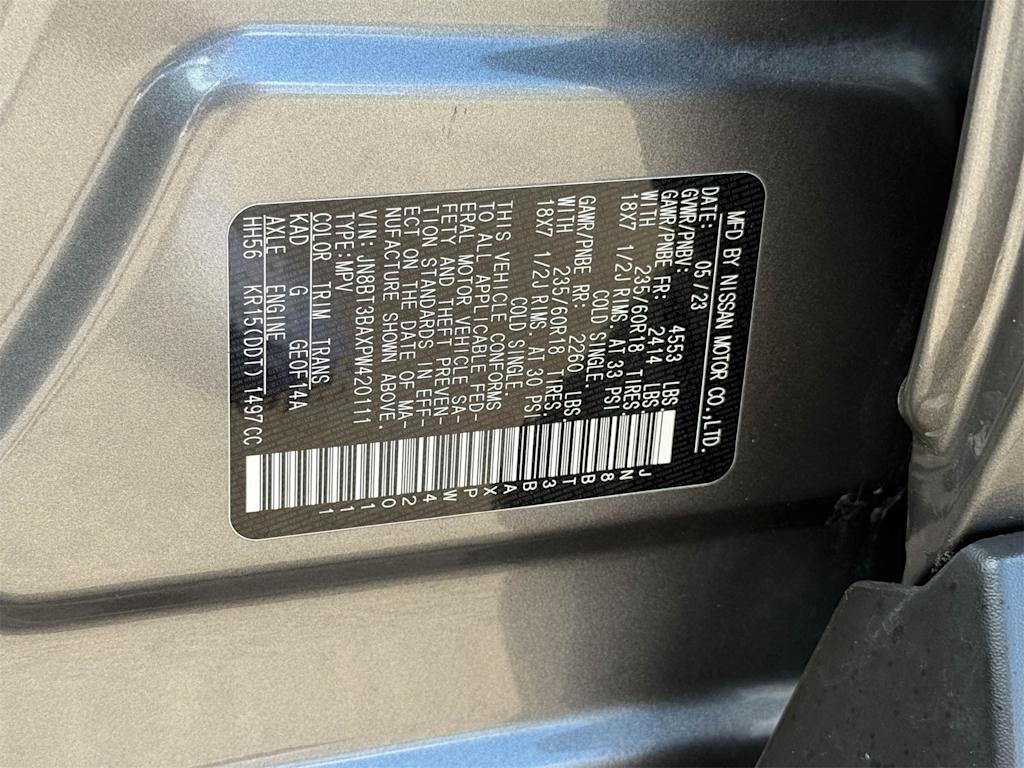 MFD BY NISSAN MOTOR CO.,LTD.
DATE: 05/23
GVWR/PNBV: 4553 LBS
GAWR/PNBE FR: 2414 LBS
WITH 235/60R18 TIRES,
18X7 1/2J RIMS, AT 33 PSI
COLD SINGLE.
GAWR/PNBE RR: 2260 LBS
WITH 235/60R18 TIRES,
18X7 1/2J RIMS, AT 30 PSI
COLD SINGLE.
THIS VEHICLE CONFORMS
TO ALL APPLICABLE FED-
ERAL MOTOR VEHICLE SA-
FETY AND THEFT PREVEN-
TION STANDARDS IN EFF-
ECT ON THE DATE OF MA-
NUFACTURE SHOWN ABOVE.
VIN: JN8BT3BAXPW420111
TYPE:MPV
COLOR TRIM TRANS
KAD G GE0F14A
AXLE ENGINE
HH56 KR15(DDT) 1497CC
JN8BT3BAXPW420111